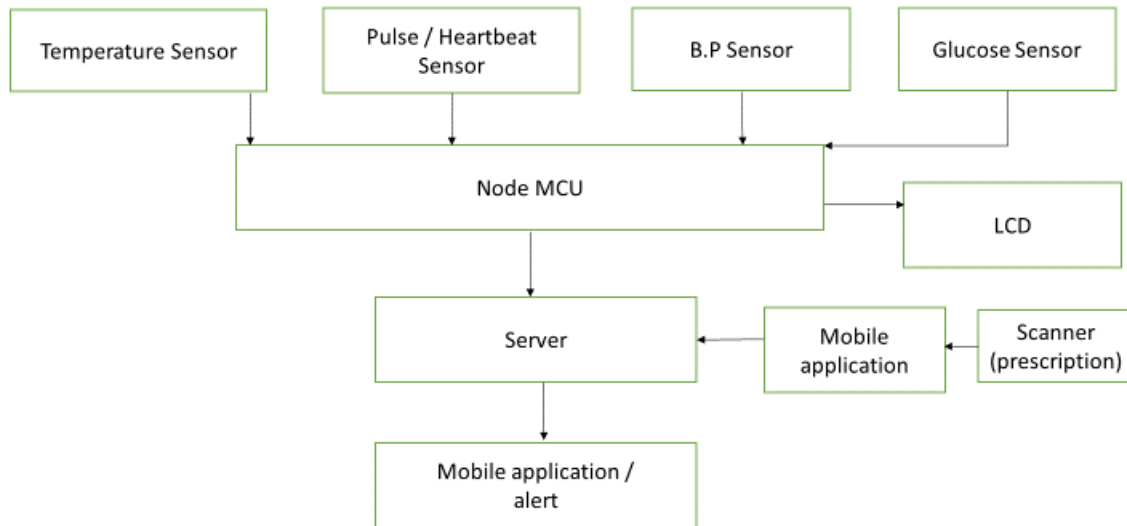 Temperature Sensor
Pulse / Heartbeat
Sensor
B.P Sensor
Glucose Sensor
Node MCU
LCD
Server
Mobile
application
Scanner
(prescription)
Mobile application /
alert